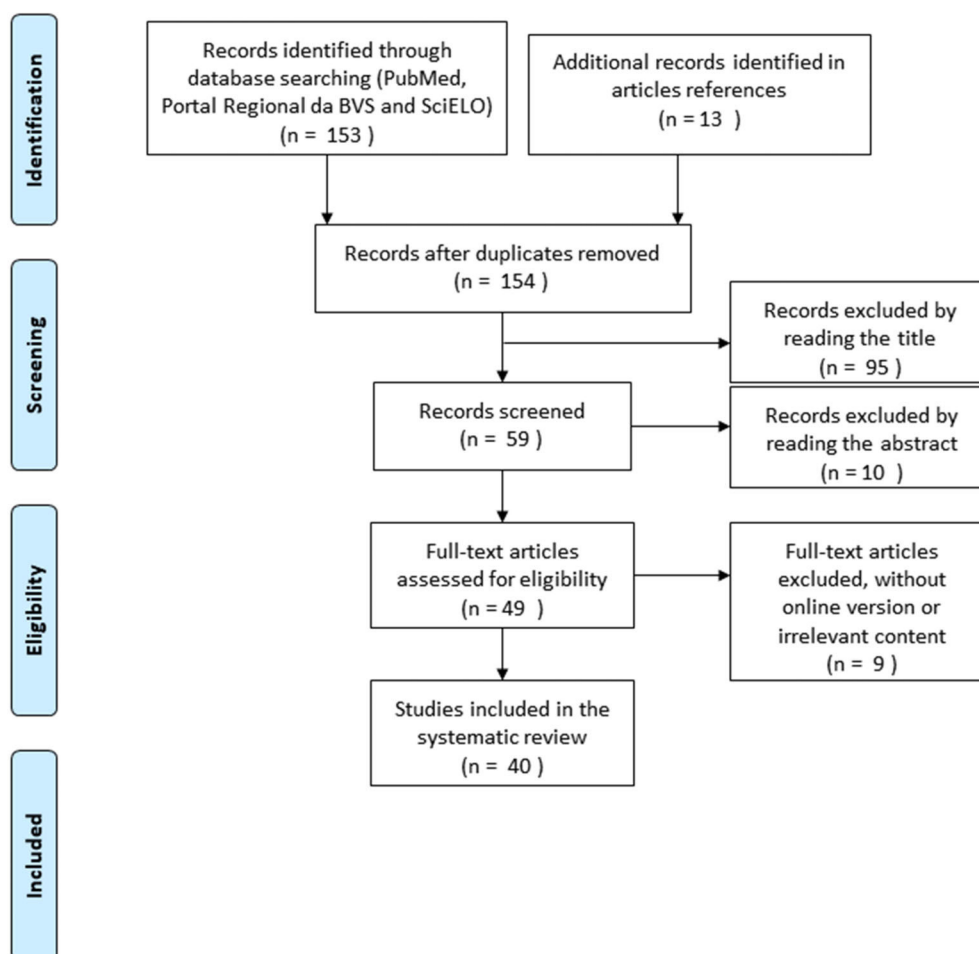 Identification
Records identified through
database searching (PubMed,
Portal Regional da BVS and SciELO)
(n = 153 )
Additional records identified in
articles references
(n = 13 )
Records after duplicates removed
(n = 154 )
Screening
Records excluded by
reading the title
(n = 95 )
Records screened
(n = 59 )
Records excluded by
reading the abstract
(n = 10 )
Eligibility
Full-text articles
assessed for eligibility
(n = 49 )
Full-text articles
excluded, without
online version or
irrelevant content
(n = 9 )
Studies included in the
systematic review
(n = 40 )
Included